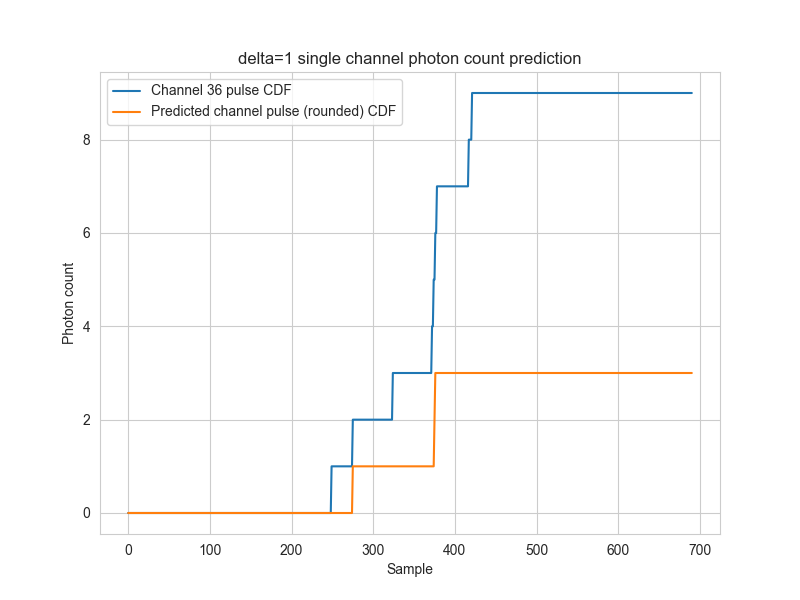 delta=1 single channel photon count prediction
Channel 36 pulse CDF
Predicted channel pulse (rounded) CDF
8
6
4
2
0
Photon count
0 100 200 300 400 500 600 700
Sample